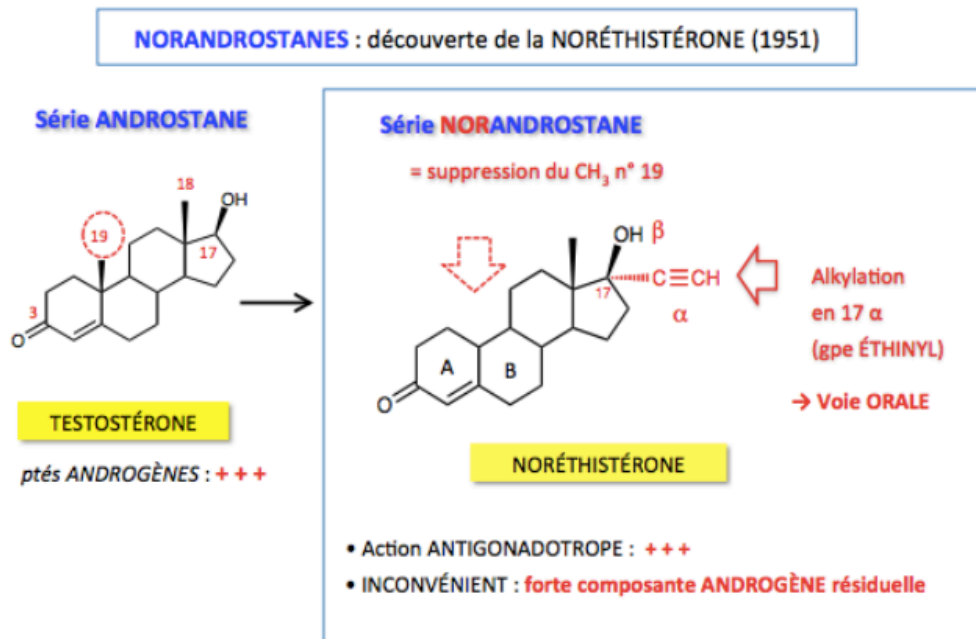 NORANDROSTANES : découverte de la NORÉTHISTÉRONE (1951)
Série ANDROSTANE
18
OH
19
17
3
O
TESTOSTÉRONE
ptés ANDROGÈNES : + + +
Série NORANDROSTANE
= suppression du CH₃ n° 19
OH β
C≡CH
17
α
A
B
O
Alkylation
en 17 α
(gpe ÉTHINYL)
→ Voie ORALE
NORÉTHISTÉRONE
• Action ANTIGONADOTROPE : + + +
• INCONVÉNIENT : forte composante ANDROGÈNE résiduelle